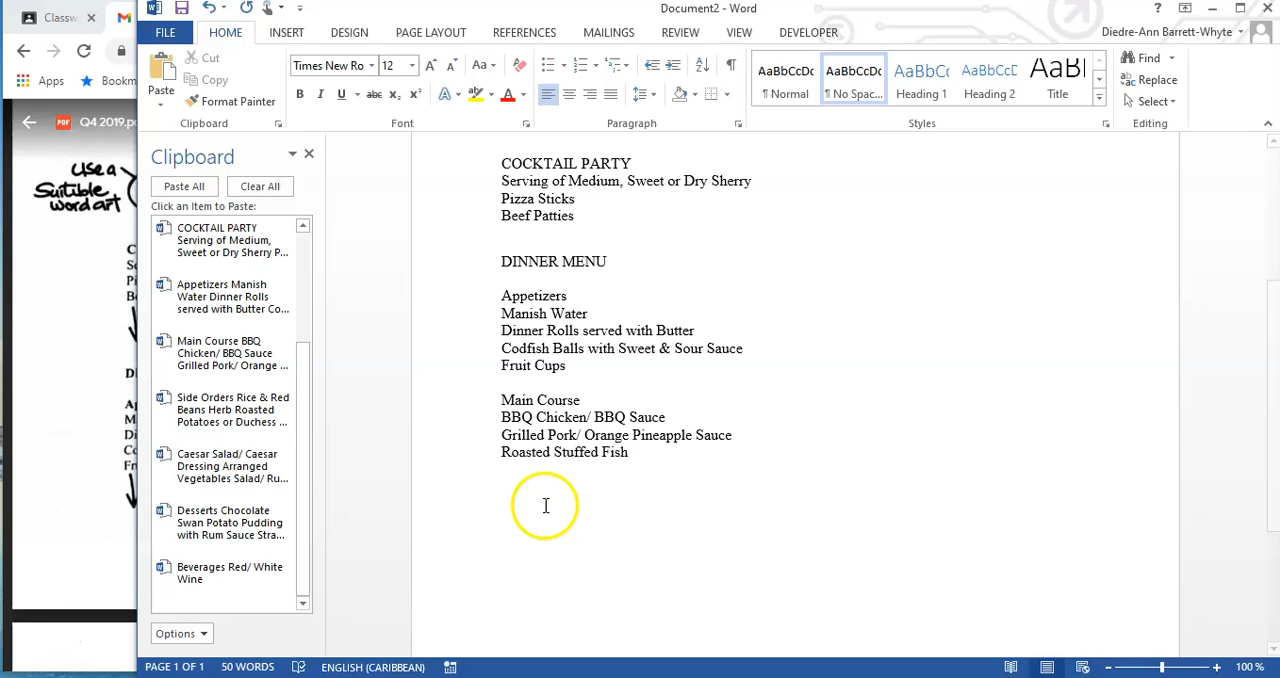 Classw
Document2 - Word
FILE
HOME
INSERT
DESIGN
PAGE LAYOUT
REFERENCES
MAILINGS
REVIEW
VIEW
DEVELOPER
Diedre-Ann Barrett-Whyte
Apps
Bookm
Paste
Cut
Copy
Format Painter
Clipboard
Times New Ro
12
Font
Paragraph
AaBbCcDc
¶ Normal
AaBbCcDc
¶ No Spac...
AaBbCc
Heading 1
AaBbCcD
Heading 2
AaBb
Title
Styles
Find
Replace
Select
Editing
PDF
Q4 2019.pd
use a
Suitible
word art
Clipboard
Paste All
Clear All
Click an Item to Paste:
COCKTAIL PARTY
Serving of Medium,
Sweet or Dry Sherry P...
Appetizers Manish
Water Dinner Rolls
served with Butter Co...
Main Course BBQ
Chicken/ BBQ Sauce
Grilled Pork/ Orange ...
Side Orders Rice & Red
Beans Herb Roasted
Potatoes or Duchess ...
Caesar Salad/ Caesar
Dressing Arranged
Vegetables Salad/ Ru...
Desserts Chocolate
Swan Potato Pudding
with Rum Sauce Stra...
Beverages Red/ White
Wine
Options
COCKTAIL PARTY
Serving of Medium, Sweet or Dry Sherry
Pizza Sticks
Beef Patties
DINNER MENU
Appetizers
Manish Water
Dinner Rolls served with Butter
Codfish Balls with Sweet & Sour Sauce
Fruit Cups
Main Course
BBQ Chicken/ BBQ Sauce
Grilled Pork/ Orange Pineapple Sauce
Roasted Stuffed Fish
PAGE 1 OF 1
50 WORDS
ENGLISH (CARIBBEAN)
100 %